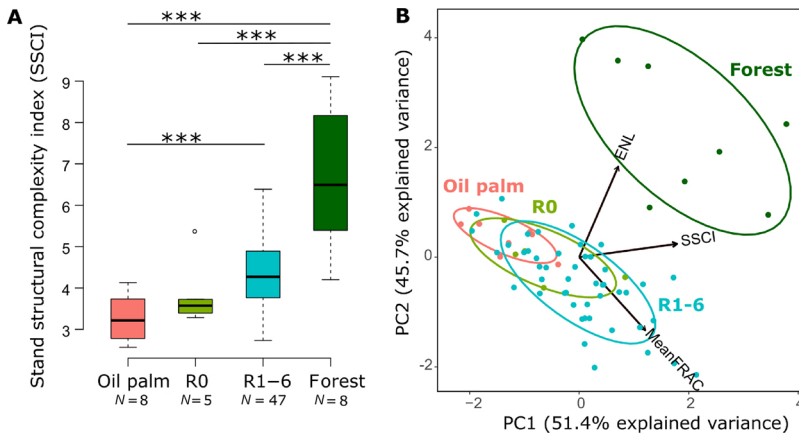 A
***
***
***
***
Stand structural complexity index (SSCI)
9
8
7
6
5
4
3
Oil palm R0 R1−6 Forest
N=8 N=5 N=47 N=8
B
PC2 (45.7% explained variance)
4
2
0
−2
Forest
ENL
Oil palm
R0
SSCI
R1-6
MeanFRAC
−2 0 2 4
PC1 (51.4% explained variance)